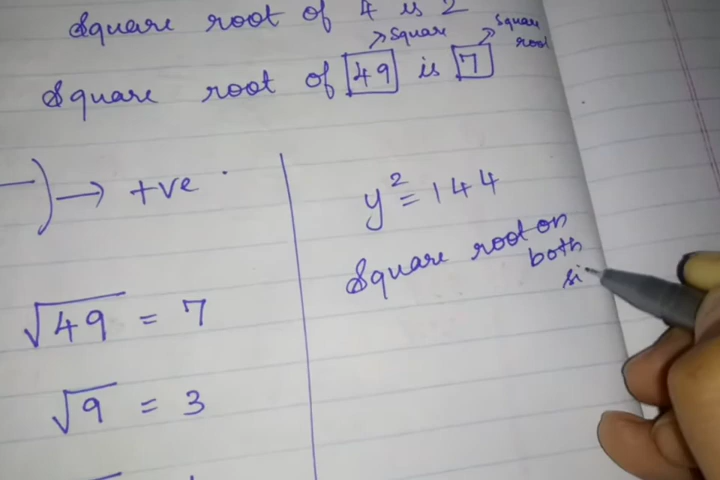 Square root of 4 is 2
Square root of 49 is 7
→ square
→ square root
→ +ve
√49 = 7
√9 = 3
y² = 144
Square root on
both
si